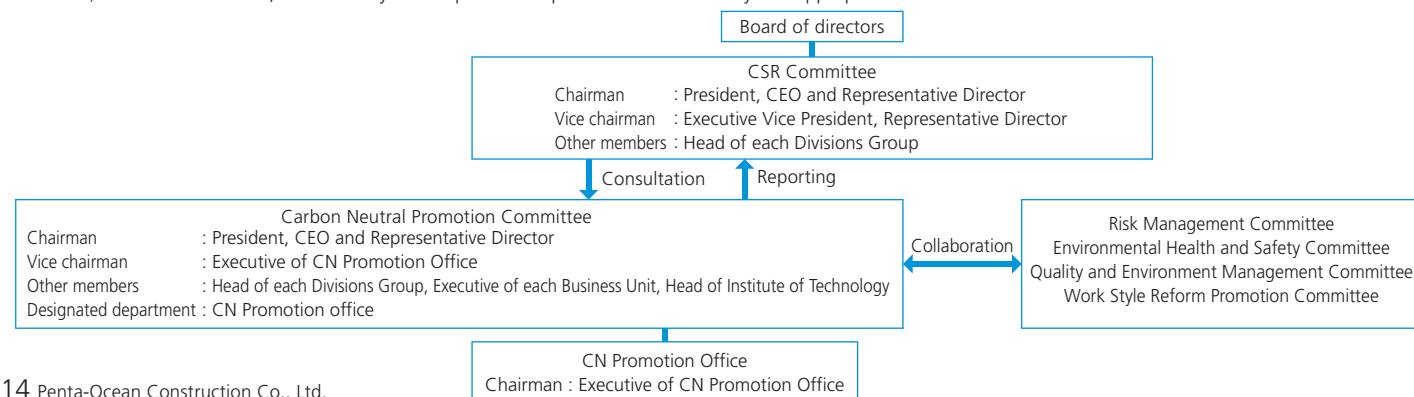 Board of directors
CSR Committee
Chairman : President, CEO and Representative Director
Vice chairman : Executive Vice President, Representative Director
Other members : Head of each Divisions Group
Consultation
Reporting
Carbon Neutral Promotion Committee
Chairman : President, CEO and Representative Director
Vice chairman : Executive of CN Promotion Office
Other members : Head of each Divisions Group, Executive of each Business Unit, Head of Institute of Technology
Designated department : CN Promotion office
Collaboration
Risk Management Committee
Environmental Health and Safety Committee
Quality and Environment Management Committee
Work Style Reform Promotion Committee
CN Promotion Office
Chairman : Executive of CN Promotion Office
14 Penta-Ocean Construction Co., Ltd.